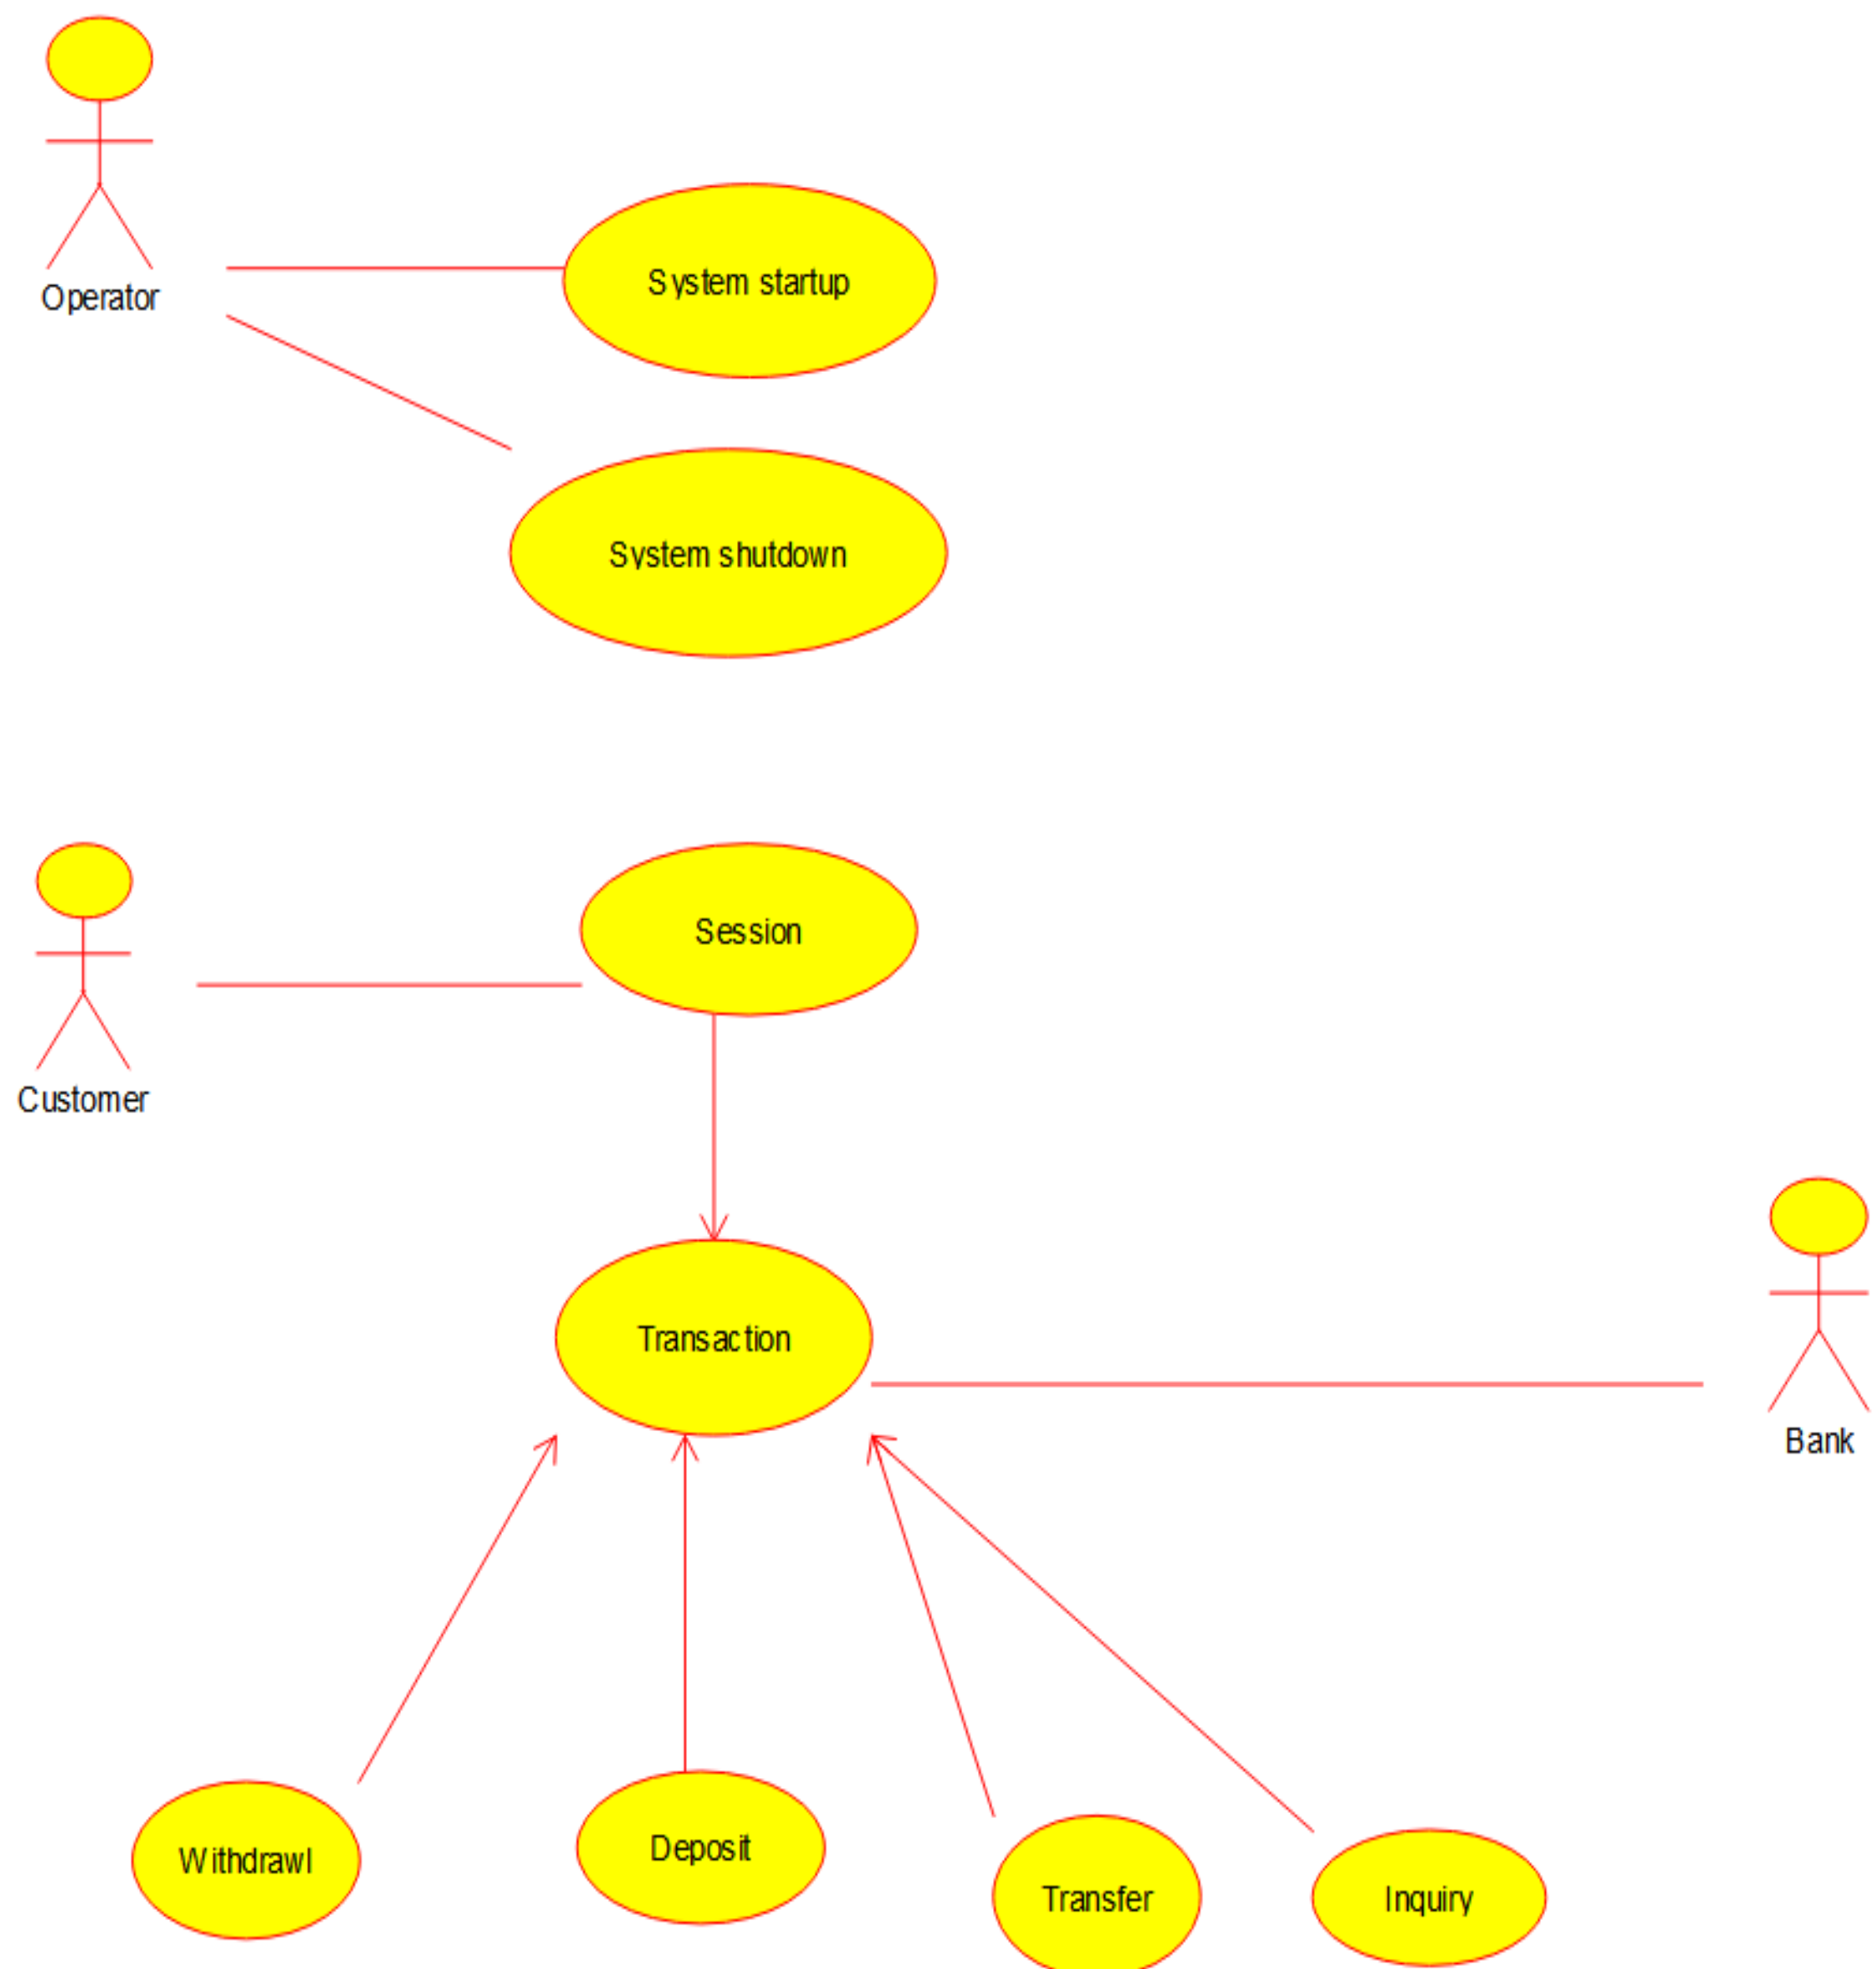 Operator
System startup
System shutdown
Session
Customer
Transaction
Bank
Withdrawl
Deposit
Transfer
Inquiry